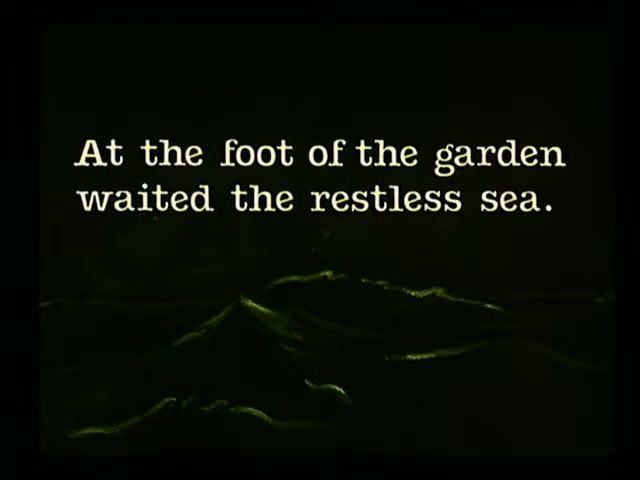 At the foot of the garden
waited the restless sea.